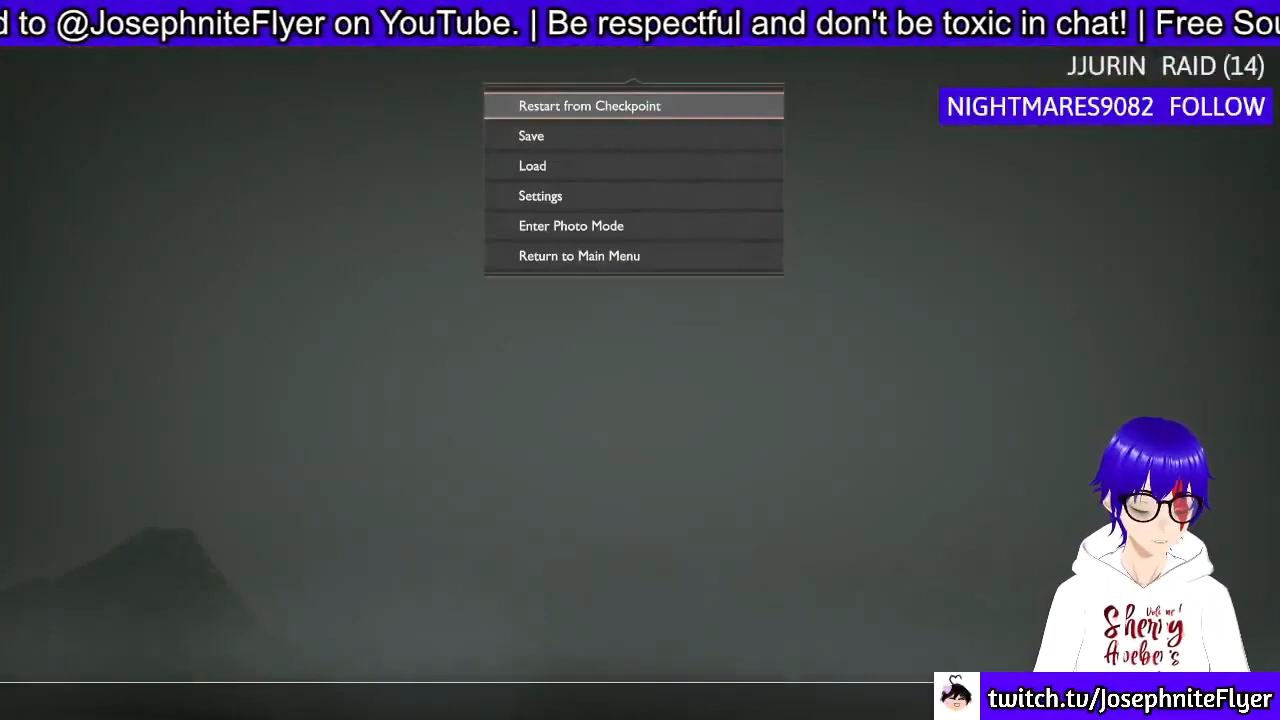 d to @JosephniteFlyer on YouTube. | Be respectful and don't be toxic in chat! | Free Sou
JJURIN RAID (14)
NIGHTMARES9082 FOLLOW
Restart from Checkpoint
Save
Load
Settings
Enter Photo Mode
Return to Main Menu
Sherry
twitch.tv/JosephniteFlyer